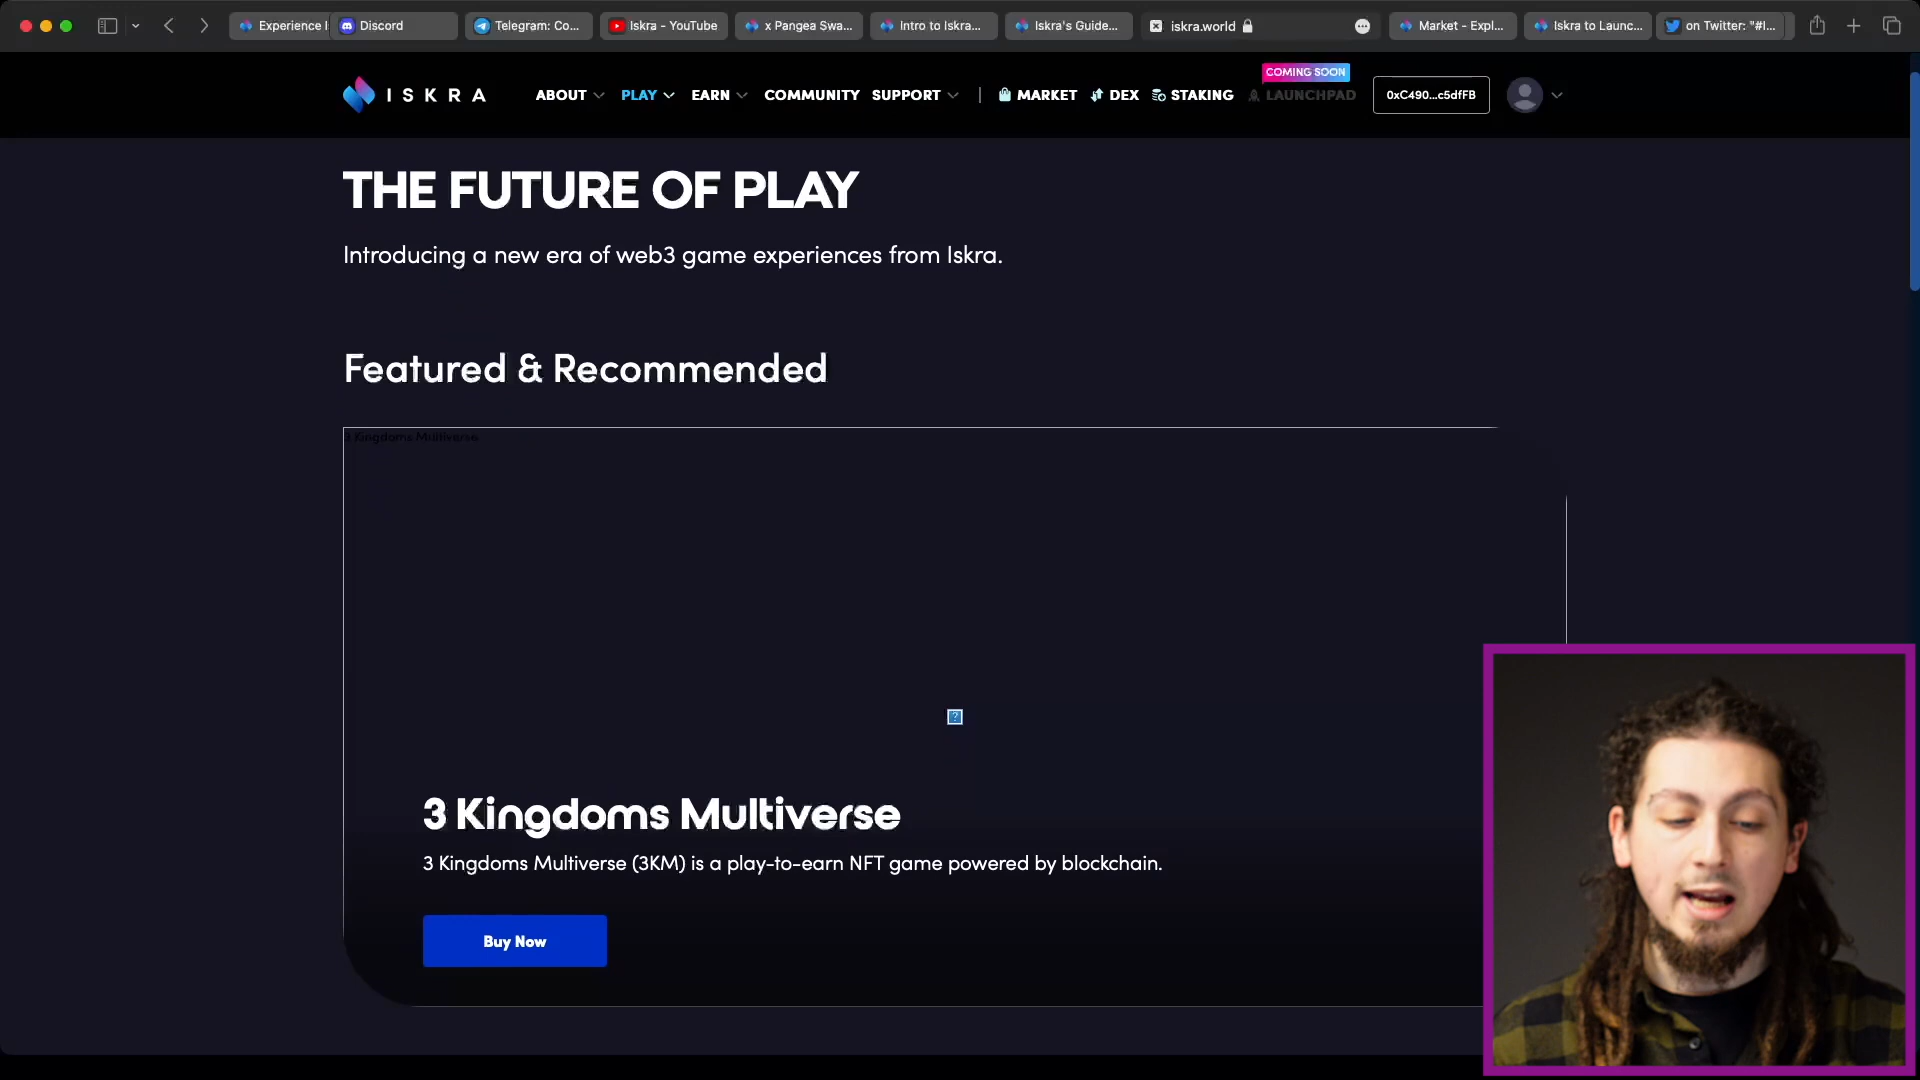 Experience I
Discord
Telegram: Co...
Iskra - YouTube
x Pangea Swa...
Intro to Iskra...
Iskra's Guide...
iskra.world
Market - Expl...
Iskra to Launc...
on Twitter: "#I...
ISKRA
ABOUT
PLAY
EARN
COMMUNITY
SUPPORT
MARKET
DEX
STAKING
COMING SOON
LAUNCHPAD
0xC490...c5dfFB
THE FUTURE OF PLAY
Introducing a new era of web3 game experiences from Iskra.
Featured & Recommended
3 Kingdoms Multiverse
3 Kingdoms Multiverse
3 Kingdoms Multiverse (3KM) is a play-to-earn NFT game powered by blockchain.
Buy Now